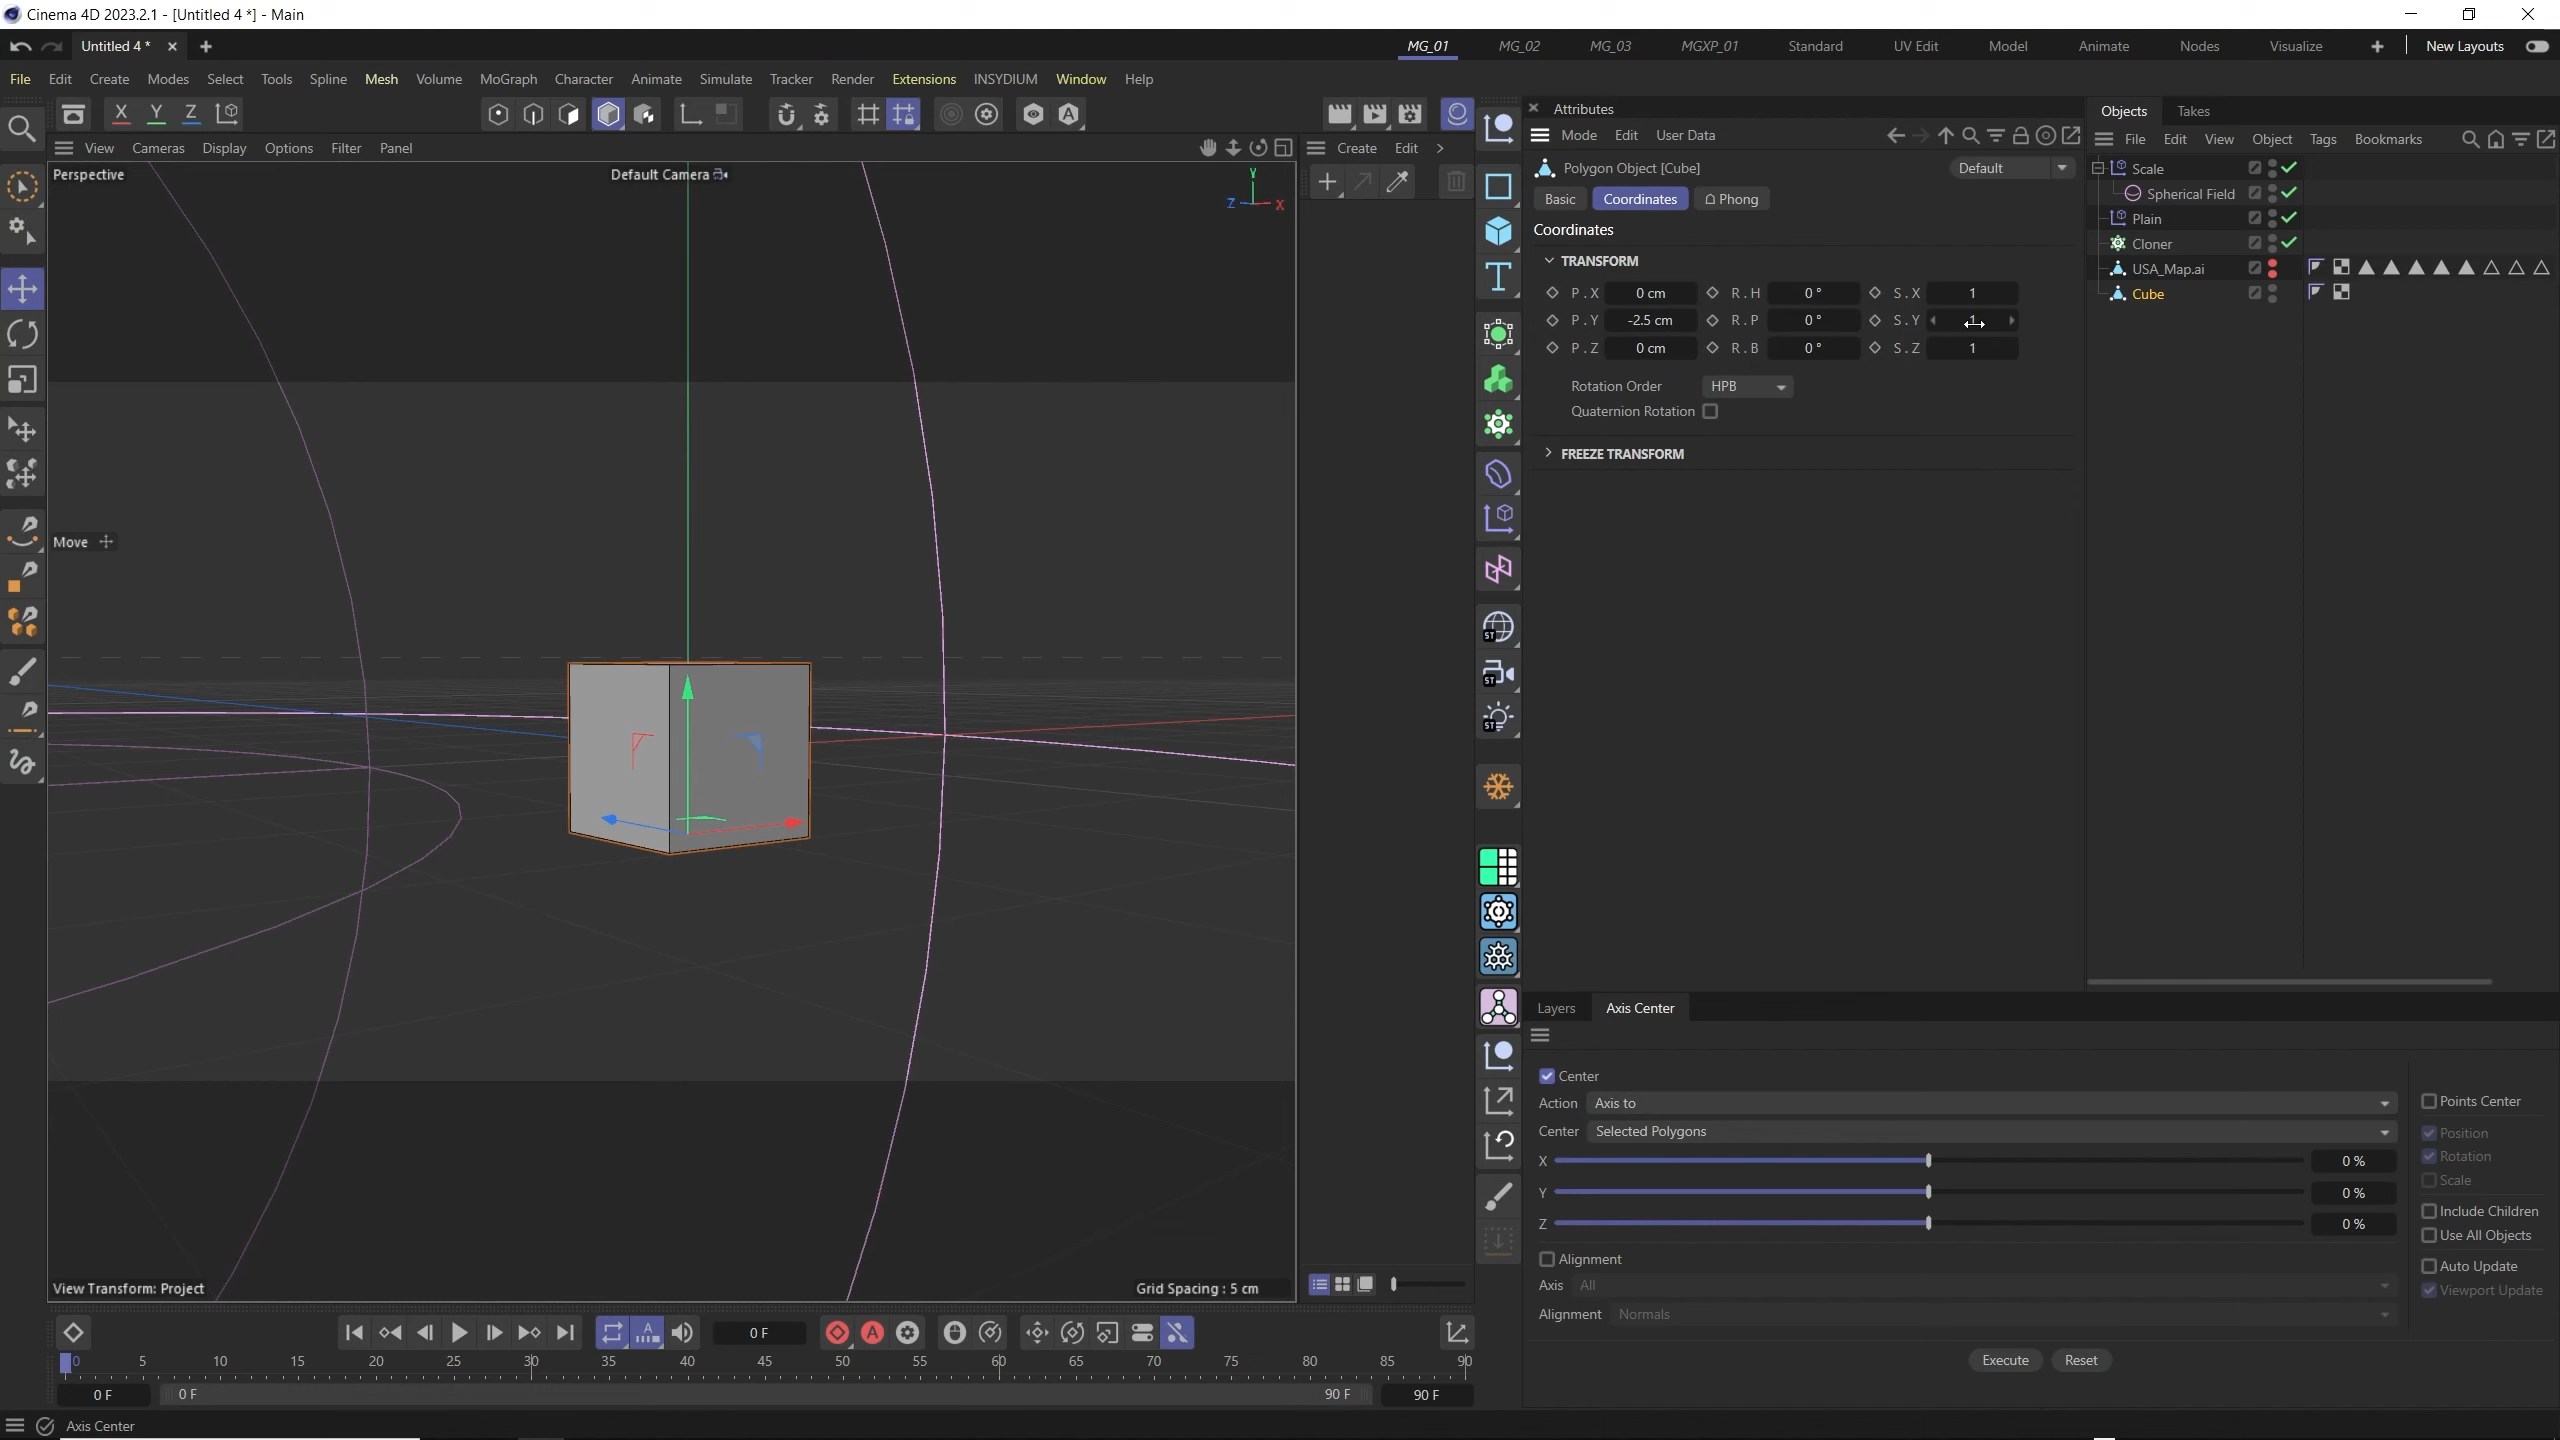 Cinema 4D 2023.2.1 - [Untitled 4 *] - Main
Untitled 4 *
MG_01 MG_02 MG_03 MGXP_01 Standard UV Edit Model Animate Nodes Visualize New Layouts
File Edit Create Modes Select Tools Spline Mesh Volume MoGraph Character Animate Simulate Tracker Render Extensions INSYDIUM Window Help
X Y Z
View Cameras Display Options Filter Panel
Perspective
Default Camera
Y
Z X
Move
View Transform: Project
Grid Spacing : 5 cm
Create Edit
ST
ST
ST
Attributes
Mode Edit User Data
Polygon Object [Cube]
Default
Basic Coordinates Phong
Coordinates
TRANSFORM
P . X 0 cm R . H 0 ° S . X 1
P . Y -2.5 cm R . P 0 ° S . Y 1
P . Z 0 cm R . B 0 ° S . Z 1
Rotation Order HPB
Quaternion Rotation
FREEZE TRANSFORM
Objects Takes
File Edit View Object Tags Bookmarks
Scale
Spherical Field
Plain
Cloner
USA_Map.ai
Cube
Layers Axis Center
Center
Action Axis to
Center Selected Polygons
X 0 %
Y 0 %
Z 0 %
Alignment
Axis All
Alignment Normals
Points Center
Position
Rotation
Scale
Include Children
Use All Objects
Auto Update
Viewport Update
Execute Reset
0 F
0 5 10 15 20 25 30 35 40 45 50 55 60 65 70 75 80 85 90
0 F 0 F 90 F 90 F
Axis Center